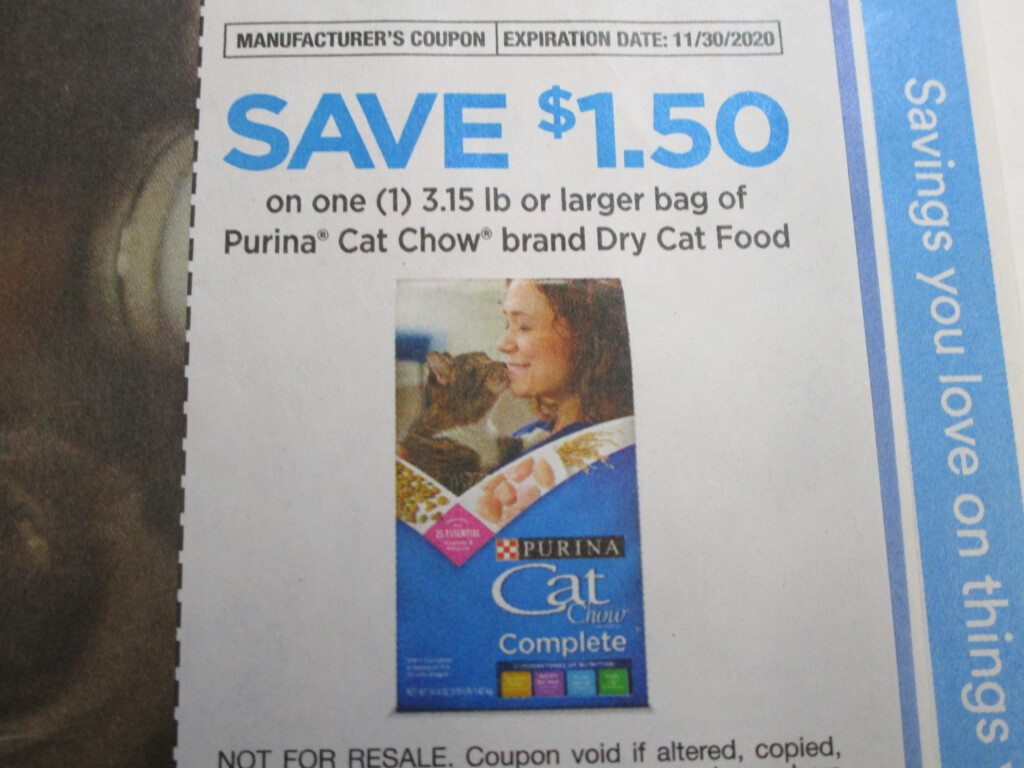 MANUFACTURER'S COUPON EXPIRATION DATE: 11/30/2020
SAVE $1.50
on one (1) 3.15 lb or larger bag of
Purina® Cat Chow® brand Dry Cat Food
25 ESSENTIAL
PURINA
Cat
Chow
Complete
NOT FOR RESALE. Coupon void if altered, copied,
Savings you love on things